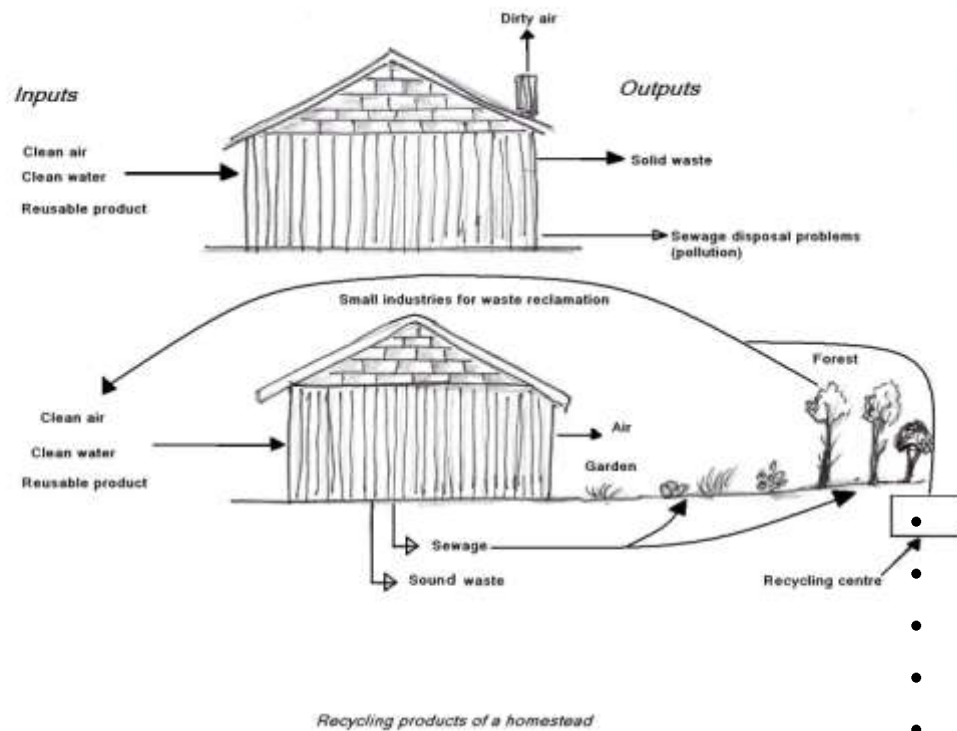 Dirty air
Inputs
Outputs
Clean air
Clean water
Reusable product
Solid waste
Sewage disposal problems
(pollution)
Small industries for waste reclamation
Forest
Clean air
Clean water
Reusable product
Air
Garden
Sewage
Sound waste
Recycling centre
Recycling products of a homestead